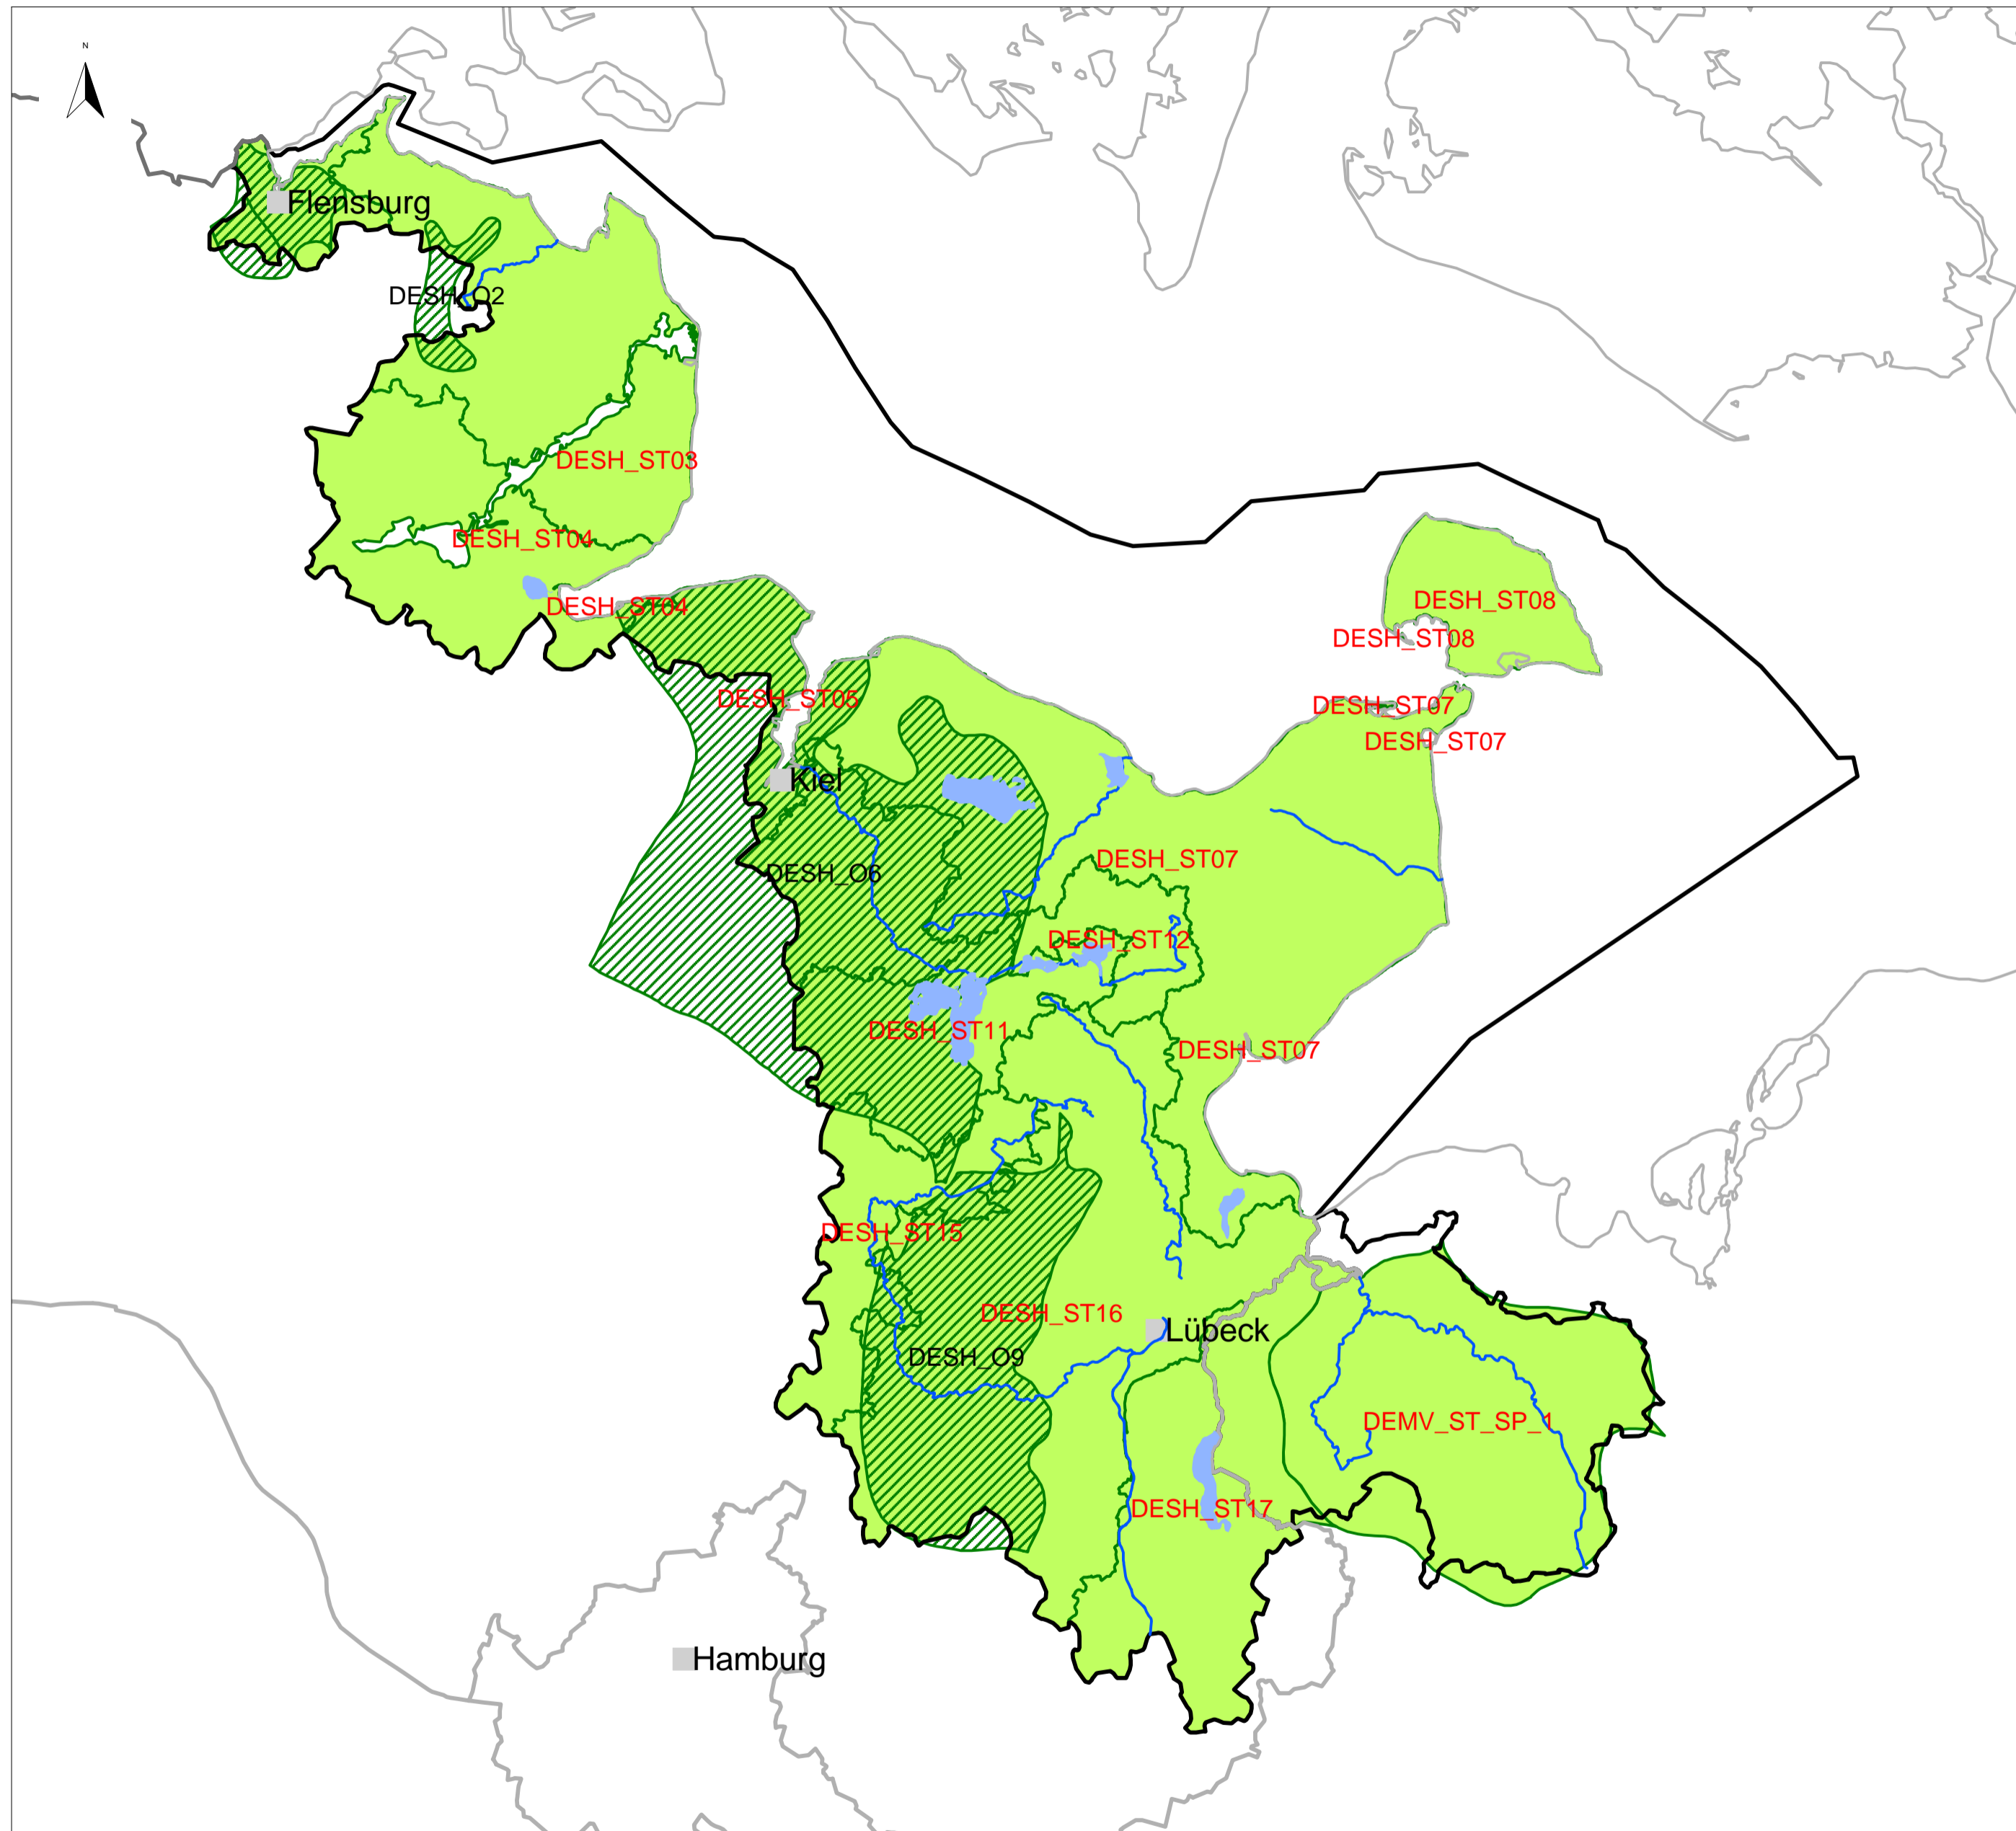 N
Flensburg
DESH_O2
DESH_ST03
DESH_ST04
DESH_ST04
DESH_ST08
DESH_ST08
DESH_ST05
DESH_ST07
DESH_ST07
Kiel
DESH_ST07
DESH_O6
DESH_ST12
DESH_ST11
DESH_ST07
DESH_ST15
DESH_ST16
Lübeck
DESH_O9
DEMV_ST_SP_1
DESH_ST17
Hamburg